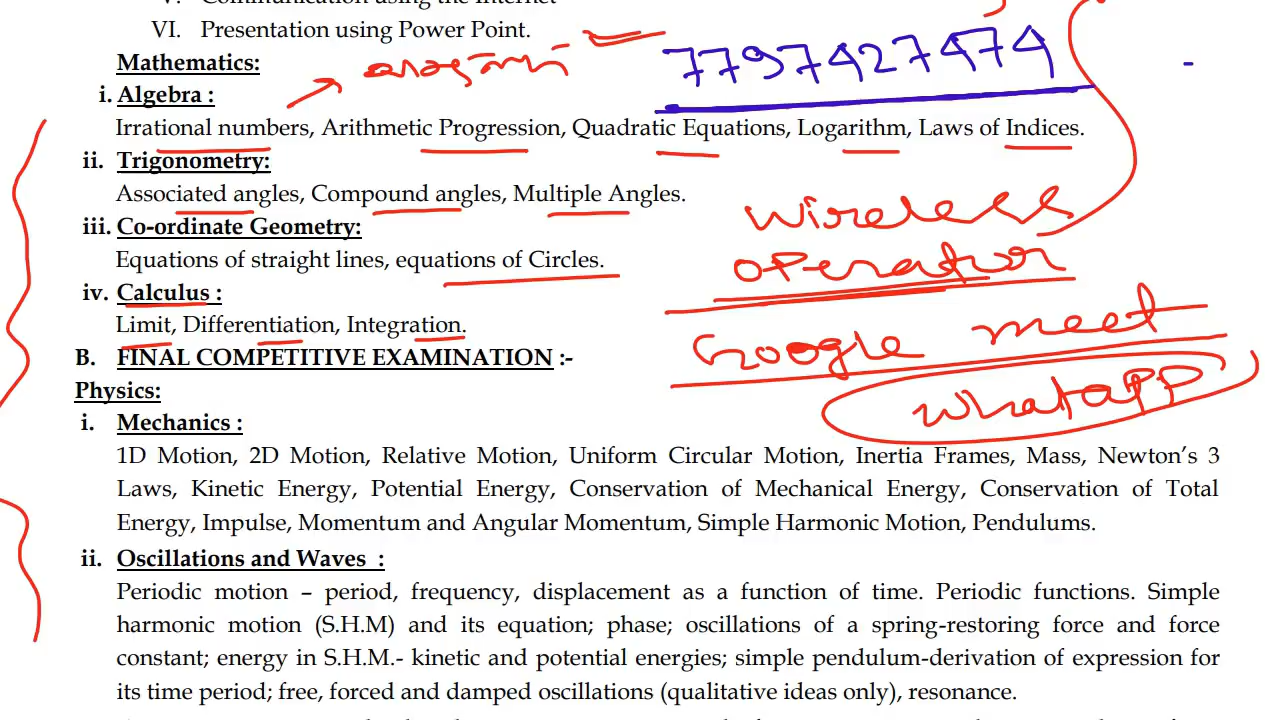 V. Communication using the Internet
VI. Presentation using Power Point.
Mathematics:
7797427474
i. Algebra :
Irrational numbers, Arithmetic Progression, Quadratic Equations, Logarithm, Laws of Indices.
ii. Trigonometry:
Associated angles, Compound angles, Multiple Angles.
wireless
iii. Co-ordinate Geometry:
Equations of straight lines, equations of Circles.
operation
iv. Calculus :
Limit, Differentiation, Integration.
Google meet
B. FINAL COMPETITIVE EXAMINATION :-
Physics:
whatapp
i. Mechanics :
1D Motion, 2D Motion, Relative Motion, Uniform Circular Motion, Inertia Frames, Mass, Newton’s 3
Laws, Kinetic Energy, Potential Energy, Conservation of Mechanical Energy, Conservation of Total
Energy, Impulse, Momentum and Angular Momentum, Simple Harmonic Motion, Pendulums.
ii. Oscillations and Waves :
Periodic motion – period, frequency, displacement as a function of time. Periodic functions. Simple
harmonic motion (S.H.M) and its equation; phase; oscillations of a spring-restoring force and force
constant; energy in S.H.M.- kinetic and potential energies; simple pendulum-derivation of expression for
its time period; free, forced and damped oscillations (qualitative ideas only), resonance.